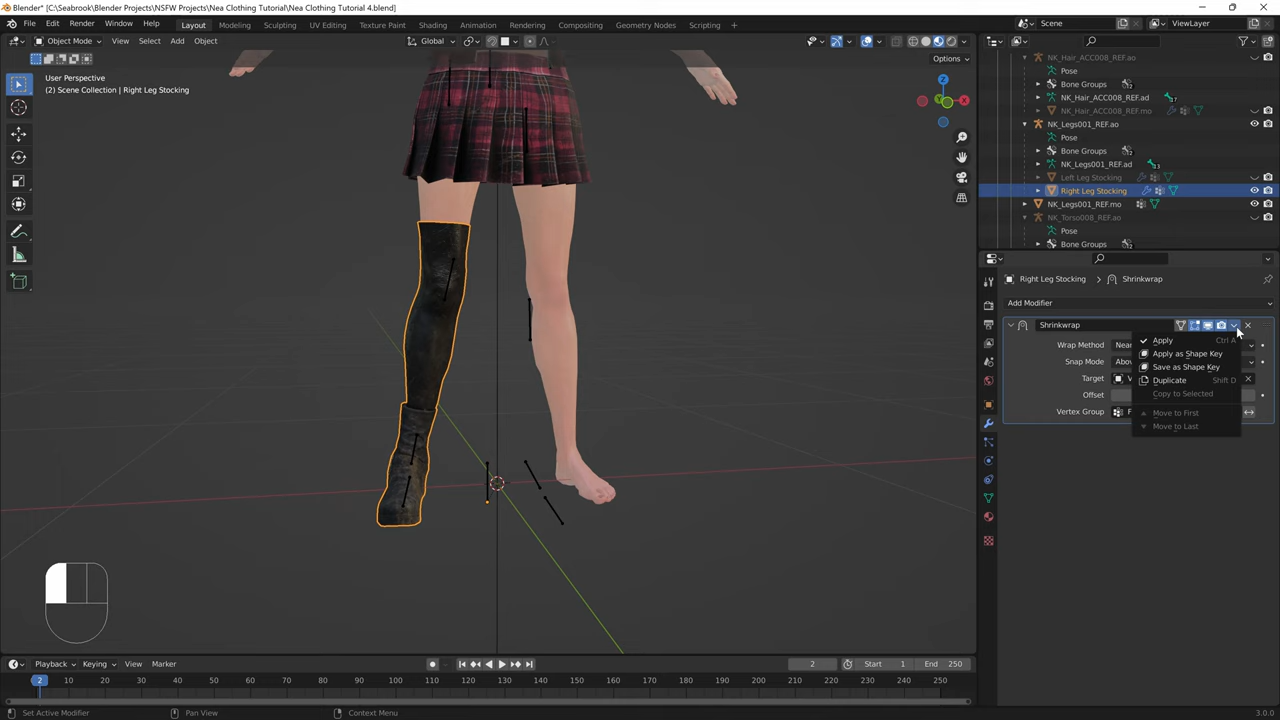 Blender* [C:\Seabrook\Blender Projects\NSFW Projects\Nea Clothing Tutorial\Nea Clothing Tutorial 4.blend]
File Edit Render Window Help Layout Modeling Sculpting UV Editing Texture Paint Shading Animation Rendering Compositing Geometry Nodes Scripting + Scene ViewLayer
Object Mode View Select Add Object Global
Options
User Perspective
(2) Scene Collection | Right Leg Stocking
Z
X
Y
NK_Hair_ACC008_REF.ao
Pose
Bone Groups
NK_Hair_ACC008_REF.ad
NK_Hair_ACC008_REF.mo
NK_Legs001_REF.ao
Pose
Bone Groups
NK_Legs001_REF.ad
Left Leg Stocking
Right Leg Stocking
NK_Legs001_REF.mo
NK_Torso008_REF.ao
Pose
Bone Groups
Right Leg Stocking > Shrinkwrap
Add Modifier
Shrinkwrap
Wrap Method Near
Snap Mode Abov
Target
Offset
Vertex Group
Apply Ctrl A
Apply as Shape Key
Save as Shape Key
Duplicate Shift D
Copy to Selected
Move to First
Move to Last
Playback Keying View Marker 2 Start 1 End 250
2 10 20 30 40 50 60 70 80 90 100 110 120 130 140 150 160 170 180 190 200 210 220 230 240 250
Set Active Modifier Pan View Context Menu 3.0.0